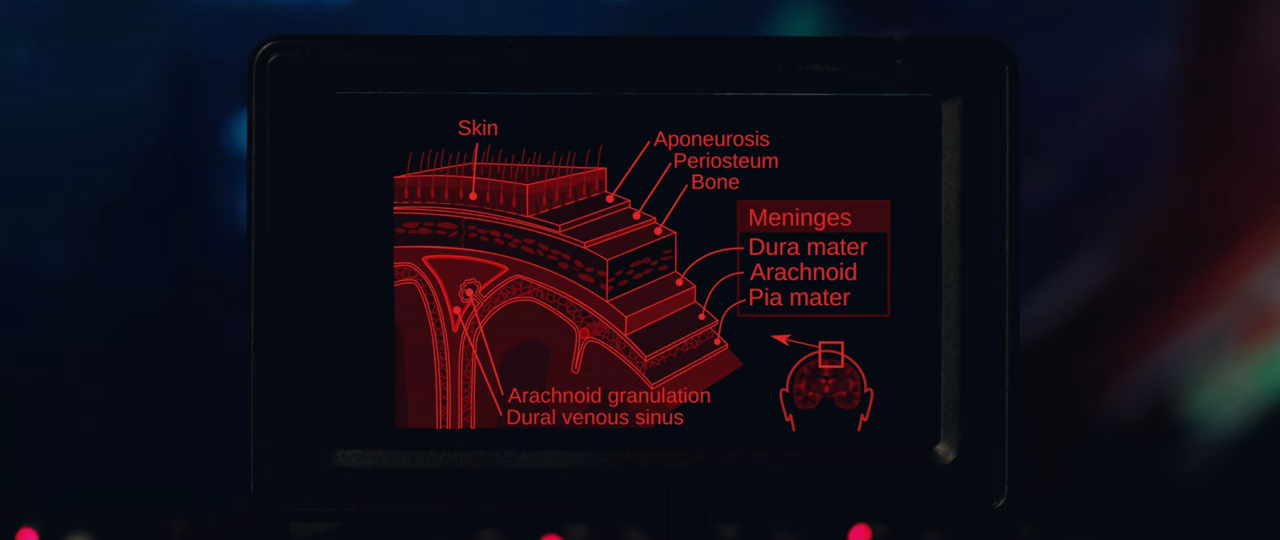 Skin
Aponeurosis
Periosteum
Bone
Meninges
Dura mater
Arachnoid
Pia mater
Arachnoid granulation
Dural venous sinus